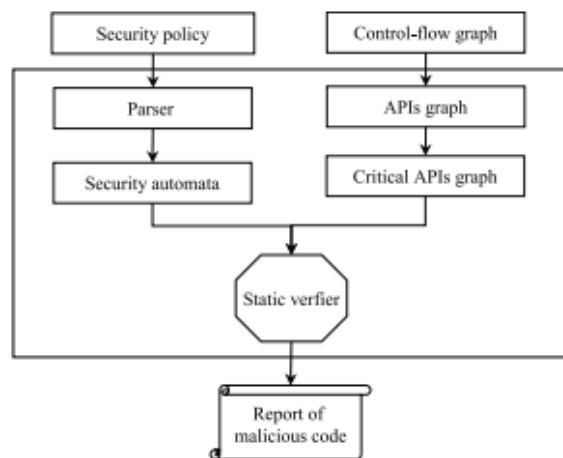 Security policy
Control-flow graph
Parser
APIs graph
Security automata
Critical APIs graph
Static verfier
Report of
malicious code